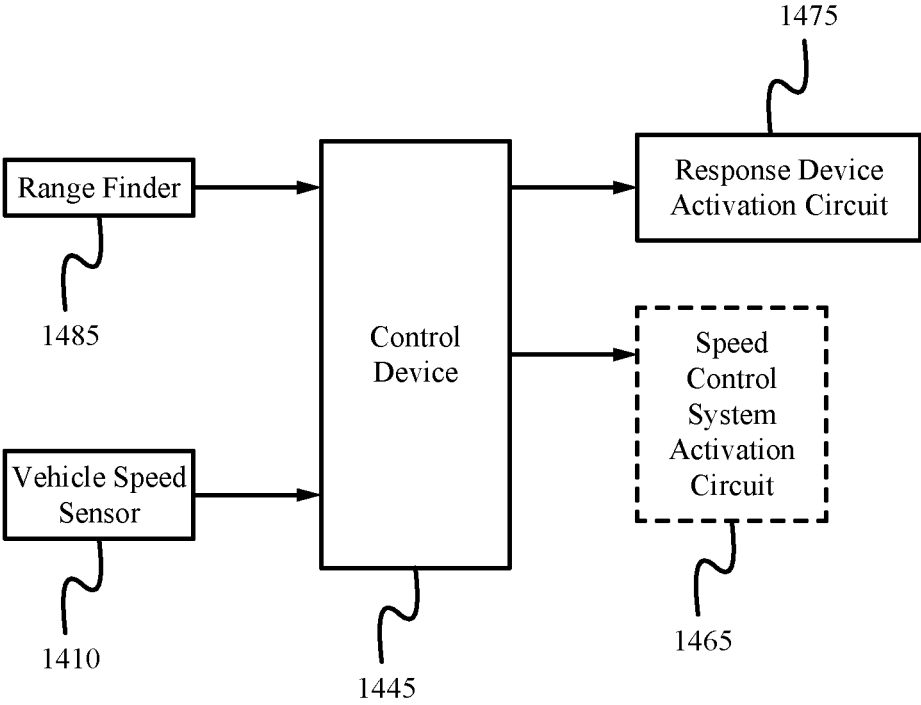 1475
Range Finder
Response Device
Activation Circuit
1485
Control
Device
Speed
Control
System
Activation
Circuit
Vehicle Speed
Sensor
1410
1445
1465